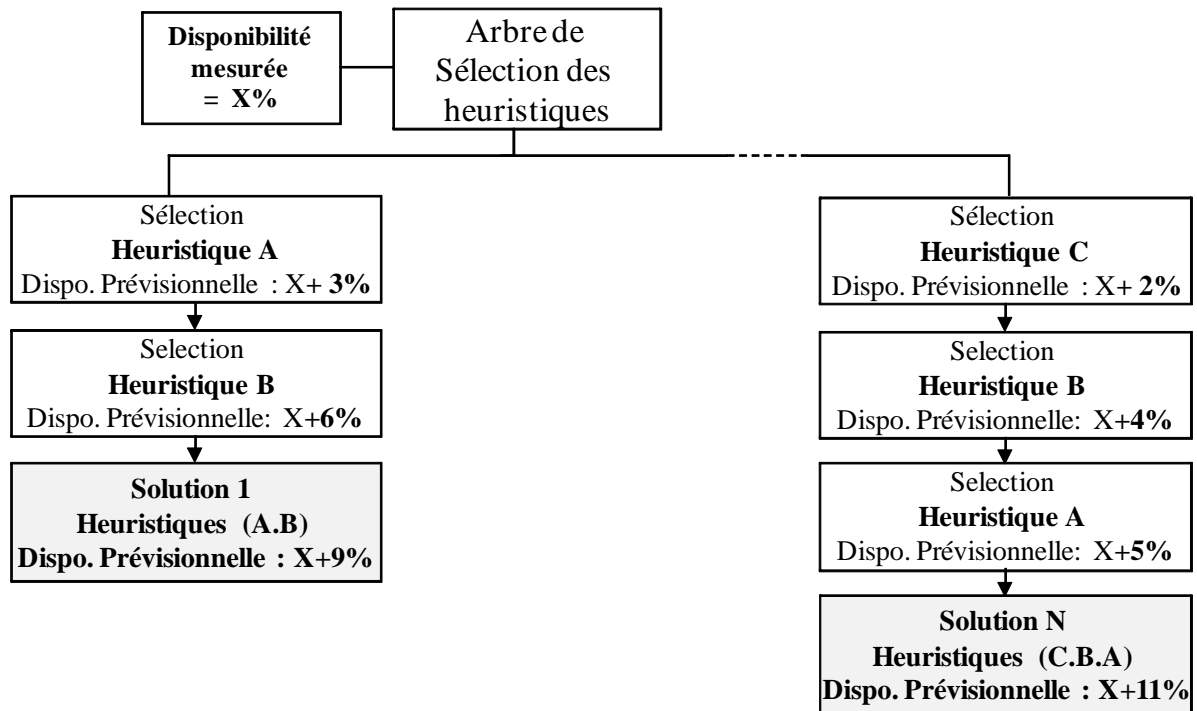 Disponibilité
mesurée
= X%
Arbre de
Sélection des
heuristiques
Sélection
Heuristique A
Dispo. Prévisionnelle : X+ 3%
Selection
Heuristique B
Dispo. Prévisionnelle: X+6%
Solution 1
Heuristiques (A.B)
Dispo. Prévisionnelle : X+9%
Sélection
Heuristique C
Dispo. Prévisionnelle : X+ 2%
Selection
Heuristique B
Dispo. Prévisionnelle: X+4%
Selection
Heuristique A
Dispo. Prévisionnelle: X+5%
Solution N
Heuristiques (C.B.A)
Dispo. Prévisionnelle : X+11%